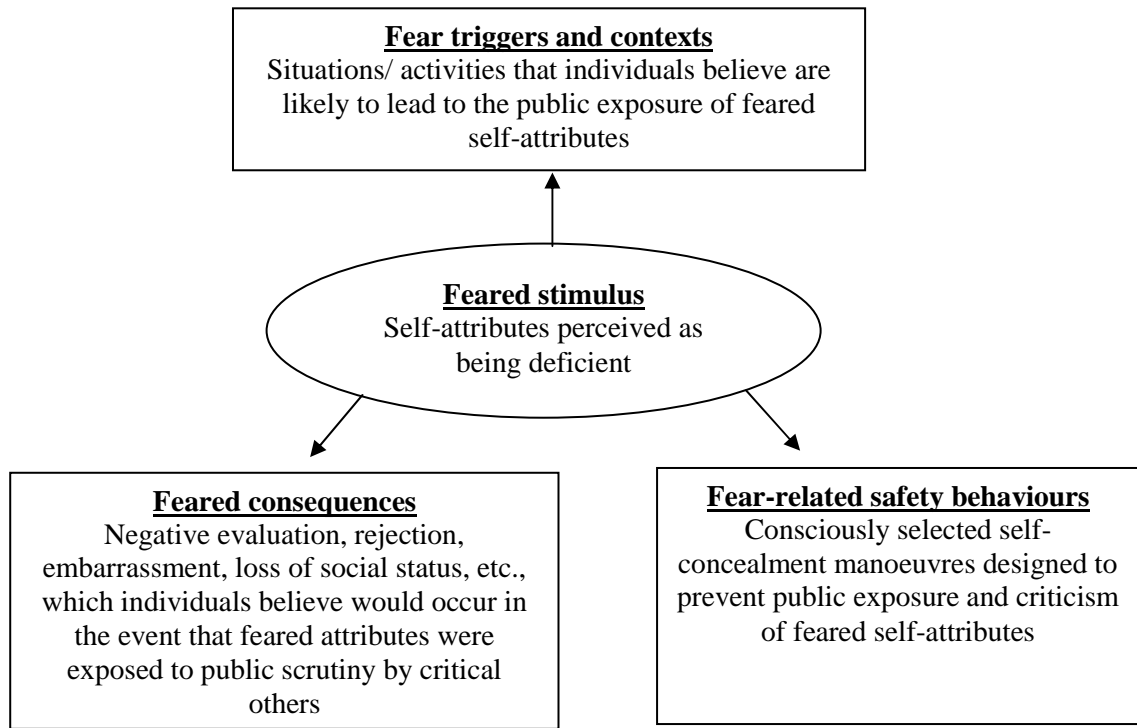 Fear triggers and contexts
Situations/ activities that individuals believe are
likely to lead to the public exposure of feared
self-attributes
Feared stimulus
Self-attributes perceived as
being deficient
Feared consequences
Negative evaluation, rejection,
embarrassment, loss of social status, etc.,
which individuals believe would occur in
the event that feared attributes were
exposed to public scrutiny by critical
others
Fear-related safety behaviours
Consciously selected self-
concealment manoeuvres designed to
prevent public exposure and criticism
of feared self-attributes